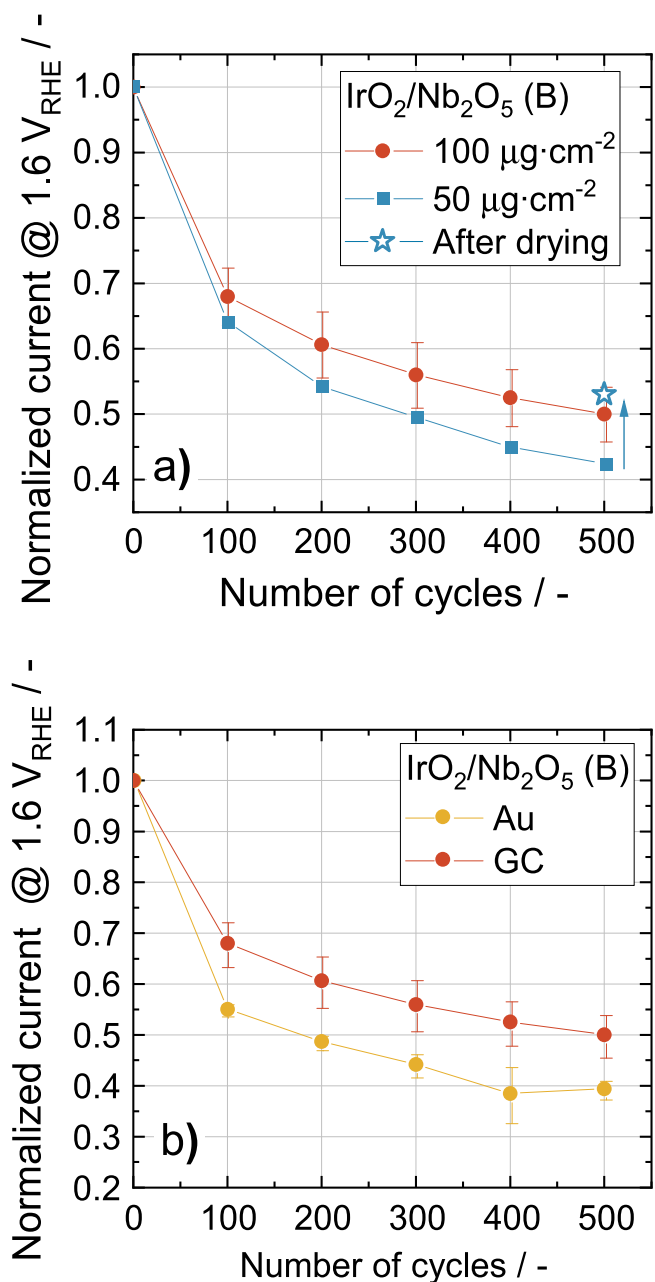 Normalized current @ 1.6 V_RHE / -
1.0
0.9
0.8
0.7
0.6
0.5
0.4
IrO₂/Nb₂O₅ (B)
100 μg·cm⁻²
50 μg·cm⁻²
After drying
a)
0 100 200 300 400 500
Number of cycles / -
Normalized current @ 1.6 V_RHE / -
1.1
1.0
0.9
0.8
0.7
0.6
0.5
0.4
0.3
0.2
IrO₂/Nb₂O₅ (B)
Au
GC
b)
0 100 200 300 400 500
Number of cycles / -